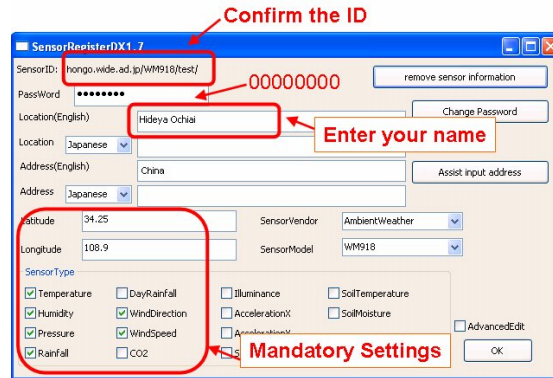 Confirm the ID
SensorRegisterDX1.7
SensorID: hongo.wide.ad.jp/WM918/test/
remove sensor information
00000000
PassWord ••••••••
Change Password
Location(English) Hideya Ochiai
Enter your name
Location Japanese
Address(English) China
Assist input address
Address Japanese
Latitude 34.25 SensorVendor AmbientWeather
Longitude 108.9 SensorModel WM918
SensorType
Temperature DayRainfall Illuminance SoilTemperature
Humidity WindDirection AccelerationX SoilMoisture
Pressure WindSpeed
AdvancedEdit
Rainfall CO2
Mandatory Settings
OK